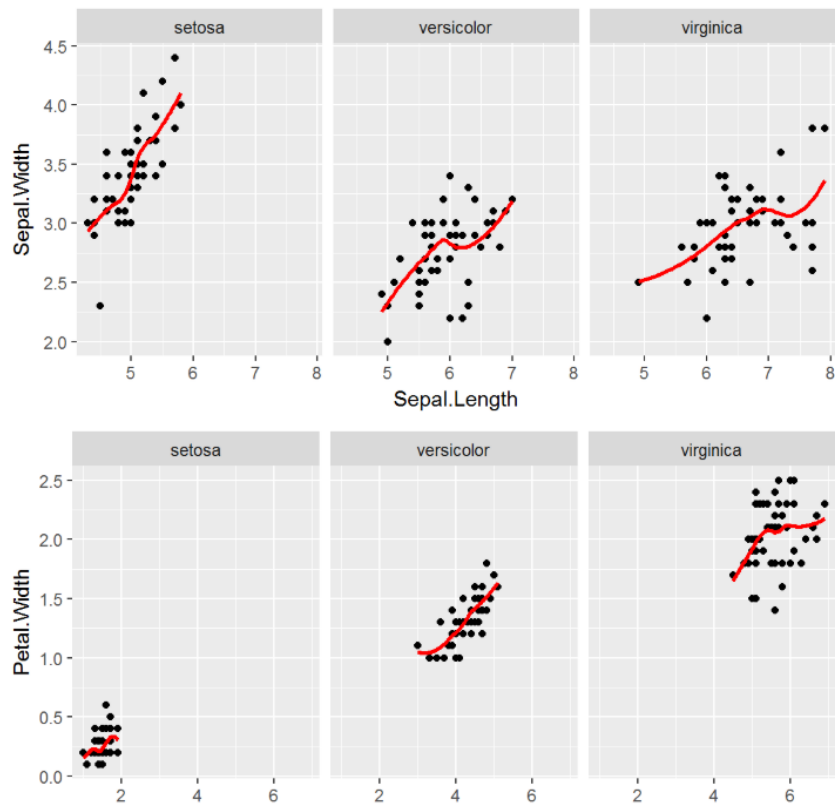 setosa versicolor virginica
4.5
4.0
3.5
3.0
2.5
2.0
Sepal.Width
5 6 7 8 5 6 7 8 5 6 7 8
Sepal.Length
setosa versicolor virginica
2.5
2.0
1.5
1.0
0.5
0.0
Petal.Width
2 4 6 2 4 6 2 4 6